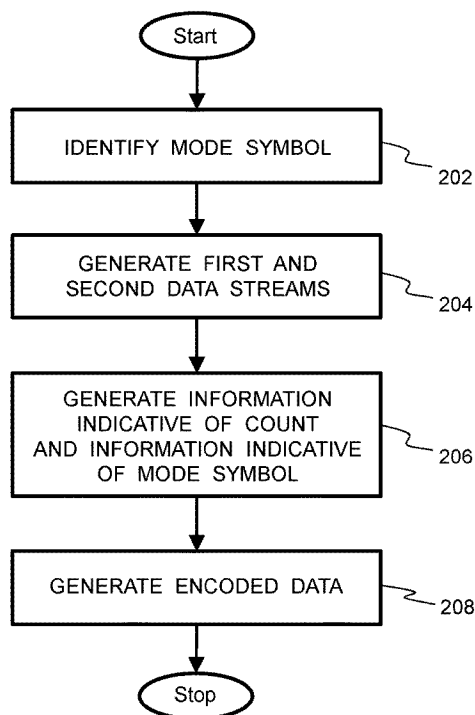 Start
IDENTIFY MODE SYMBOL
202
GENERATE FIRST AND
SECOND DATA STREAMS
204
GENERATE INFORMATION
INDICATIVE OF COUNT
AND INFORMATION INDICATIVE
OF MODE SYMBOL
206
GENERATE ENCODED DATA
208
Stop